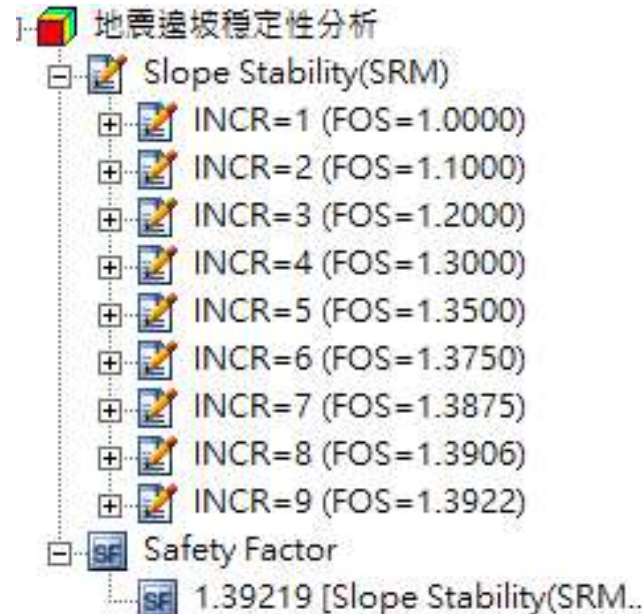 地震邊坡穩定性分析
Slope Stability(SRM)
INCR=1 (FOS=1.0000)
INCR=2 (FOS=1.1000)
INCR=3 (FOS=1.2000)
INCR=4 (FOS=1.3000)
INCR=5 (FOS=1.3500)
INCR=6 (FOS=1.3750)
INCR=7 (FOS=1.3875)
INCR=8 (FOS=1.3906)
INCR=9 (FOS=1.3922)
SF Safety Factor
SF 1.39219 [Slope Stability(SRM..